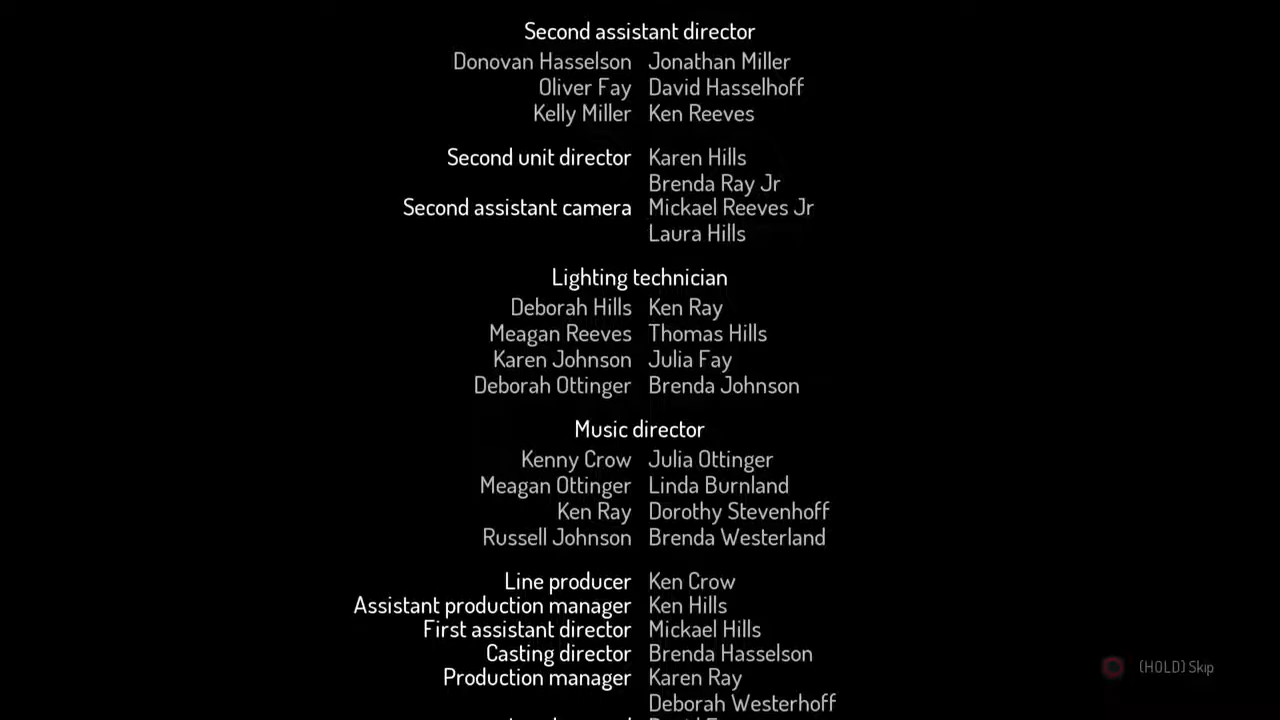 Second assistant director
Donovan Hasselson Jonathan Miller
Oliver Fay David Hasselhoff
Kelly Miller Ken Reeves
Second unit director Karen Hills
Brenda Ray Jr
Second assistant camera Mickael Reeves Jr
Laura Hills
Lighting technician
Deborah Hills Ken Ray
Meagan Reeves Thomas Hills
Karen Johnson Julia Fay
Deborah Ottinger Brenda Johnson
Music director
Kenny Crow Julia Ottinger
Meagan Ottinger Linda Burnland
Ken Ray Dorothy Stevenhoff
Russell Johnson Brenda Westerland
Line producer Ken Crow
Assistant production manager Ken Hills
First assistant director Mickael Hills
Casting director Brenda Hasselson
Production manager Karen Ray
Deborah Westerhoff
(HOLD) Skip